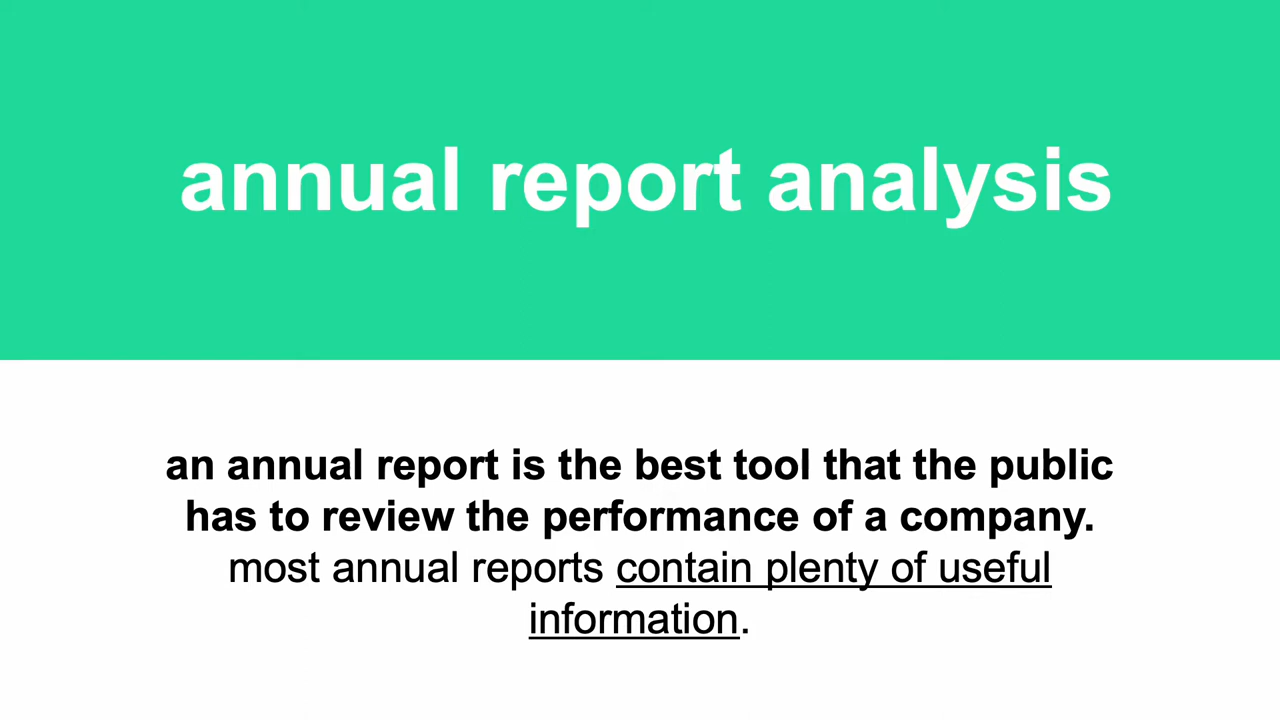 annual report analysis
an annual report is the best tool that the public
has to review the performance of a company.
most annual reports contain plenty of useful
information.